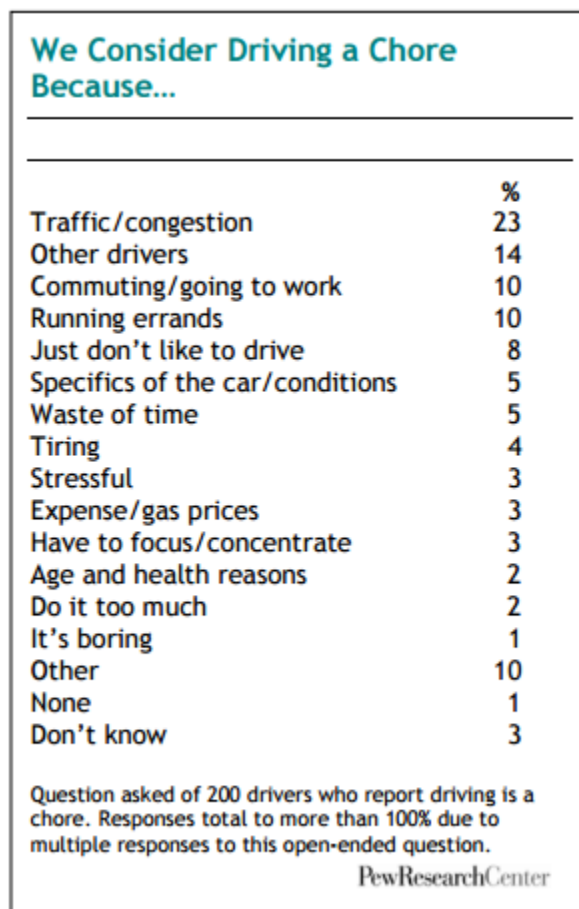 We Consider Driving a Chore
Because...
%
Traffic/congestion 23
Other drivers 14
Commuting/going to work 10
Running errands 10
Just don’t like to drive 8
Specifics of the car/conditions 5
Waste of time 5
Tiring 4
Stressful 3
Expense/gas prices 3
Have to focus/concentrate 3
Age and health reasons 2
Do it too much 2
It’s boring 1
Other 10
None 1
Don’t know 3
Question asked of 200 drivers who report driving is a
chore. Responses total to more than 100% due to
multiple responses to this open-ended question.
PewResearchCenter